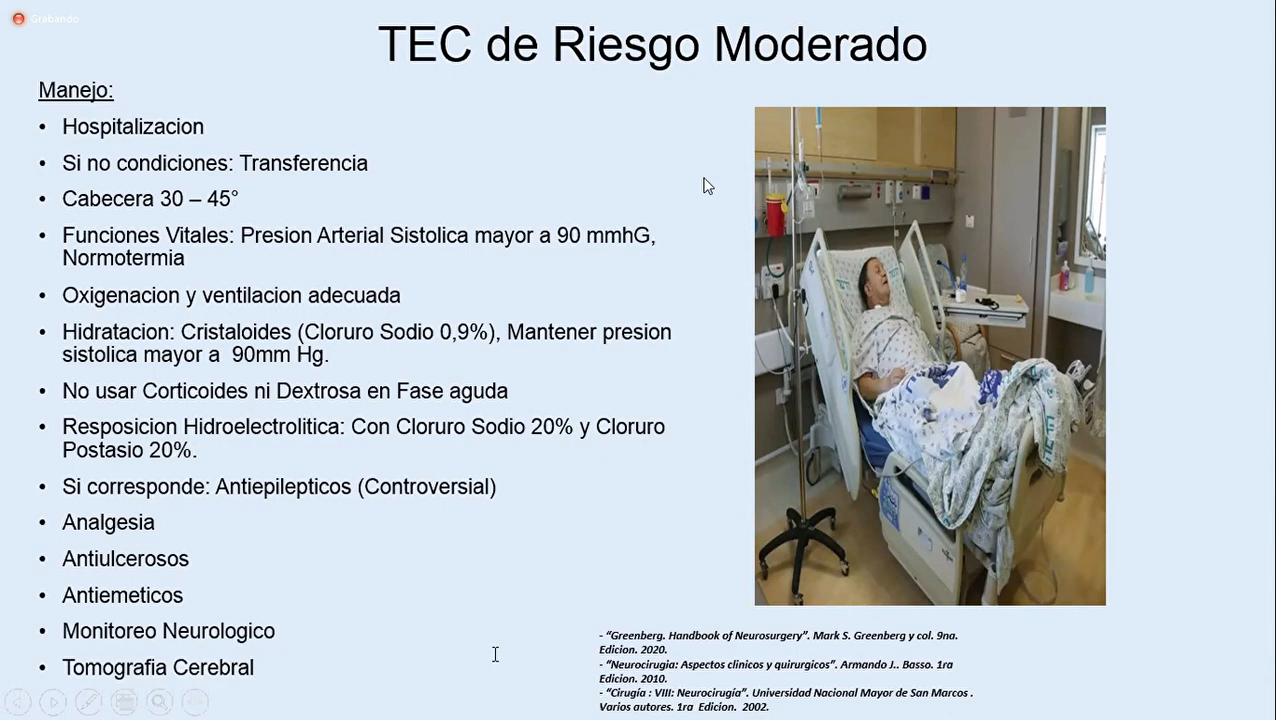 Grabando
TEC de Riesgo Moderado
Manejo:
• Hospitalizacion
• Si no condiciones: Transferencia
• Cabecera 30 – 45°
• Funciones Vitales: Presion Arterial Sistolica mayor a 90 mmhG,
Normotermia
• Oxigenacion y ventilacion adecuada
• Hidratacion: Cristaloides (Cloruro Sodio 0,9%), Mantener presion
sistolica mayor a 90mm Hg.
• No usar Corticoides ni Dextrosa en Fase aguda
• Resposicion Hidroelectrolitica: Con Cloruro Sodio 20% y Cloruro
Postasio 20%.
• Si corresponde: Antiepilepticos (Controversial)
• Analgesia
• Antiulcerosos
• Antiemeticos
• Monitoreo Neurologico
• Tomografia Cerebral
- “Greenberg. Handbook of Neurosurgery”. Mark S. Greenberg y col. 9na.
Edicion. 2020.
- “Neurocirugia: Aspectos clinicos y quirurgicos”. Armando J.. Basso. 1ra
Edicion. 2010.
- “Cirugía : VIII: Neurocirugía”. Universidad Nacional Mayor de San Marcos .
Varios autores. 1ra Edicion. 2002.